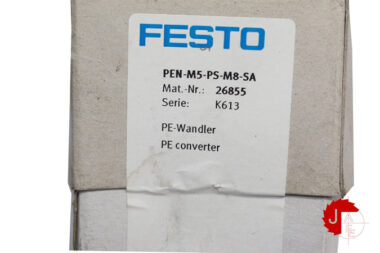 FESTO
PEN-M5-PS-M8-SA
Mat.-Nr.: 26855
Serie: K613
PE-Wandler
PE converter
J